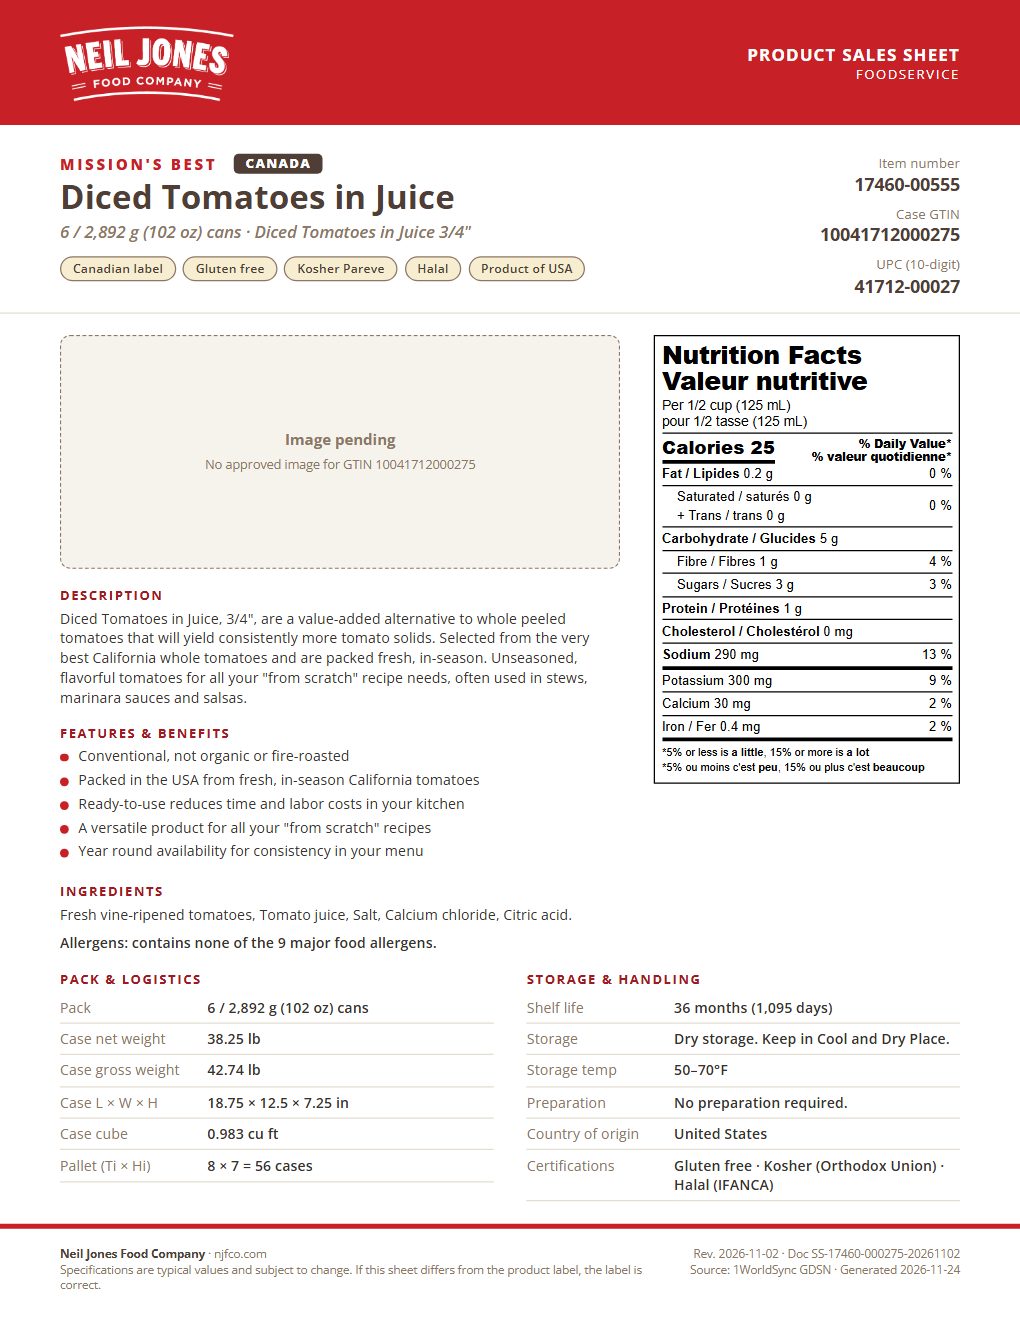 NEIL JONES
FOOD COMPANY
PRODUCT SALES SHEET
FOODSERVICE
MISSION'S BEST CANADA
Diced Tomatoes in Juice
6 / 2,892 g (102 oz) cans · Diced Tomatoes in Juice 3/4"
Canadian label Gluten free Kosher Pareve Halal Product of USA
Item number
17460-00555
Case GTIN
10041712000275
UPC (10-digit)
41712-00027
Image pending
No approved image for GTIN 10041712000275
DESCRIPTION
Diced Tomatoes in Juice, 3/4", are a value-added alternative to whole peeled
tomatoes that will yield consistently more tomato solids. Selected from the very
best California whole tomatoes and are packed fresh, in-season. Unseasoned,
flavorful tomatoes for all your "from scratch" recipe needs, often used in stews,
marinara sauces and salsas.
FEATURES & BENEFITS
Conventional, not organic or fire-roasted
Packed in the USA from fresh, in-season California tomatoes
Ready-to-use reduces time and labor costs in your kitchen
A versatile product for all your "from scratch" recipes
Year round availability for consistency in your menu
Nutrition Facts
Valeur nutritive
Per 1/2 cup (125 mL)
pour 1/2 tasse (125 mL)
Calories 25
% Daily Value*
% valeur quotidienne*
Fat / Lipides 0.2 g 0 %
Saturated / saturés 0 g
+ Trans / trans 0 g 0 %
Carbohydrate / Glucides 5 g
Fibre / Fibres 1 g 4 %
Sugars / Sucres 3 g 3 %
Protein / Protéines 1 g
Cholesterol / Cholestérol 0 mg
Sodium 290 mg 13 %
Potassium 300 mg 9 %
Calcium 30 mg 2 %
Iron / Fer 0.4 mg 2 %
*5% or less is a little, 15% or more is a lot
*5% ou moins c'est peu, 15% ou plus c'est beaucoup
INGREDIENTS
Fresh vine-ripened tomatoes, Tomato juice, Salt, Calcium chloride, Citric acid.
Allergens: contains none of the 9 major food allergens.
PACK & LOGISTICS
Pack 6 / 2,892 g (102 oz) cans
Case net weight 38.25 lb
Case gross weight 42.74 lb
Case L × W × H 18.75 × 12.5 × 7.25 in
Case cube 0.983 cu ft
Pallet (Ti × Hi) 8 × 7 = 56 cases
STORAGE & HANDLING
Shelf life 36 months (1,095 days)
Storage Dry storage. Keep in Cool and Dry Place.
Storage temp 50–70°F
Preparation No preparation required.
Country of origin United States
Certifications Gluten free · Kosher (Orthodox Union) ·
Halal (IFANCA)
Neil Jones Food Company · njfco.com
Specifications are typical values and subject to change. If this sheet differs from the product label, the label is
correct.
Rev. 2026-11-02 · Doc SS-17460-000275-20261102
Source: 1WorldSync GDSN · Generated 2026-11-24